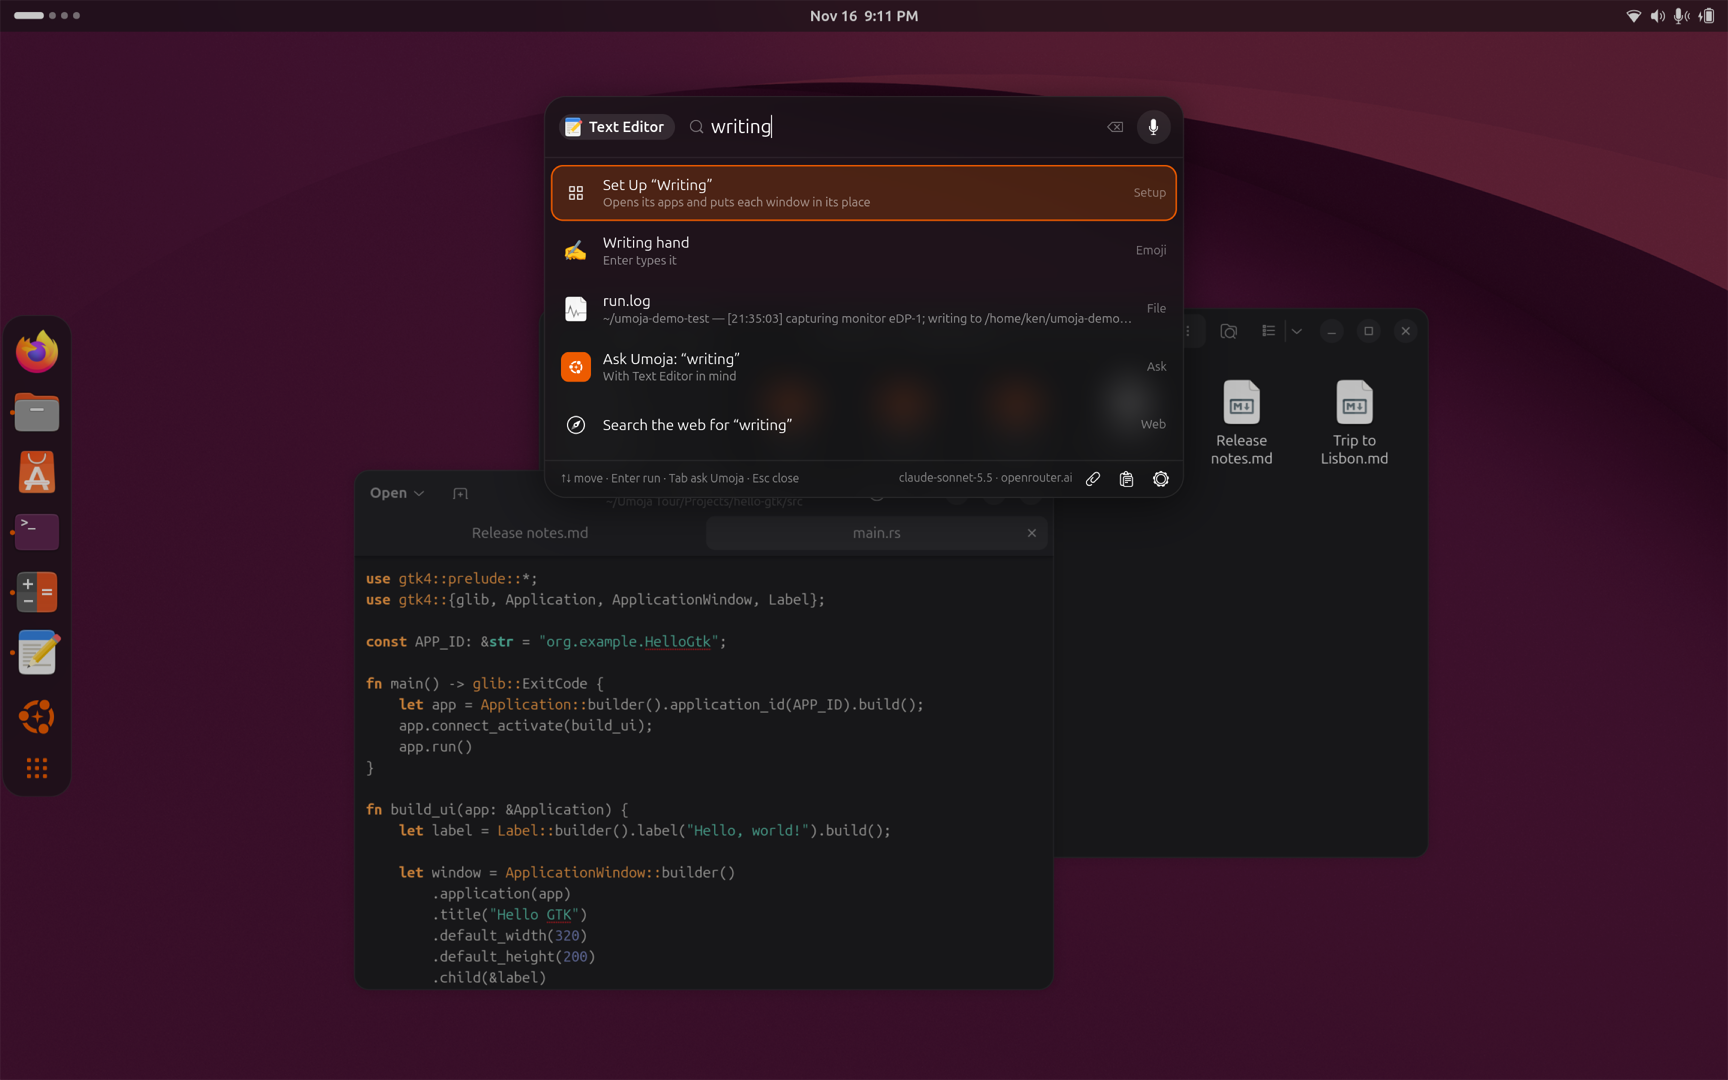 Nov 16 9:11 PM
Text Editor
writing
Set Up “Writing”
Opens its apps and puts each window in its place
Setup
Writing hand
Enter types it
Emoji
run.log
~/umoja-demo-test — [21:35:03] capturing monitor eDP-1; writing to /home/ken/umoja-demo…
File
Ask Umoja: “writing”
With Text Editor in mind
Ask
Search the web for “writing”
Web
↑↓ move · Enter run · Tab ask Umoja · Esc close
claude-sonnet-5.5 · openrouter.ai
Release
notes.md
Trip to
Lisbon.md
Open
~/Umoja Tour/Projects/hello-gtk/src
Release notes.md
main.rs
use gtk4::prelude::*;
use gtk4::{glib, Application, ApplicationWindow, Label};
const APP_ID: &str = "org.example.HelloGtk";
fn main() -> glib::ExitCode {
    let app = Application::builder().application_id(APP_ID).build();
    app.connect_activate(build_ui);
    app.run()
}
fn build_ui(app: &Application) {
    let label = Label::builder().label("Hello, world!").build();
    let window = ApplicationWindow::builder()
        .application(app)
        .title("Hello GTK")
        .default_width(320)
        .default_height(200)
        .child(&label)